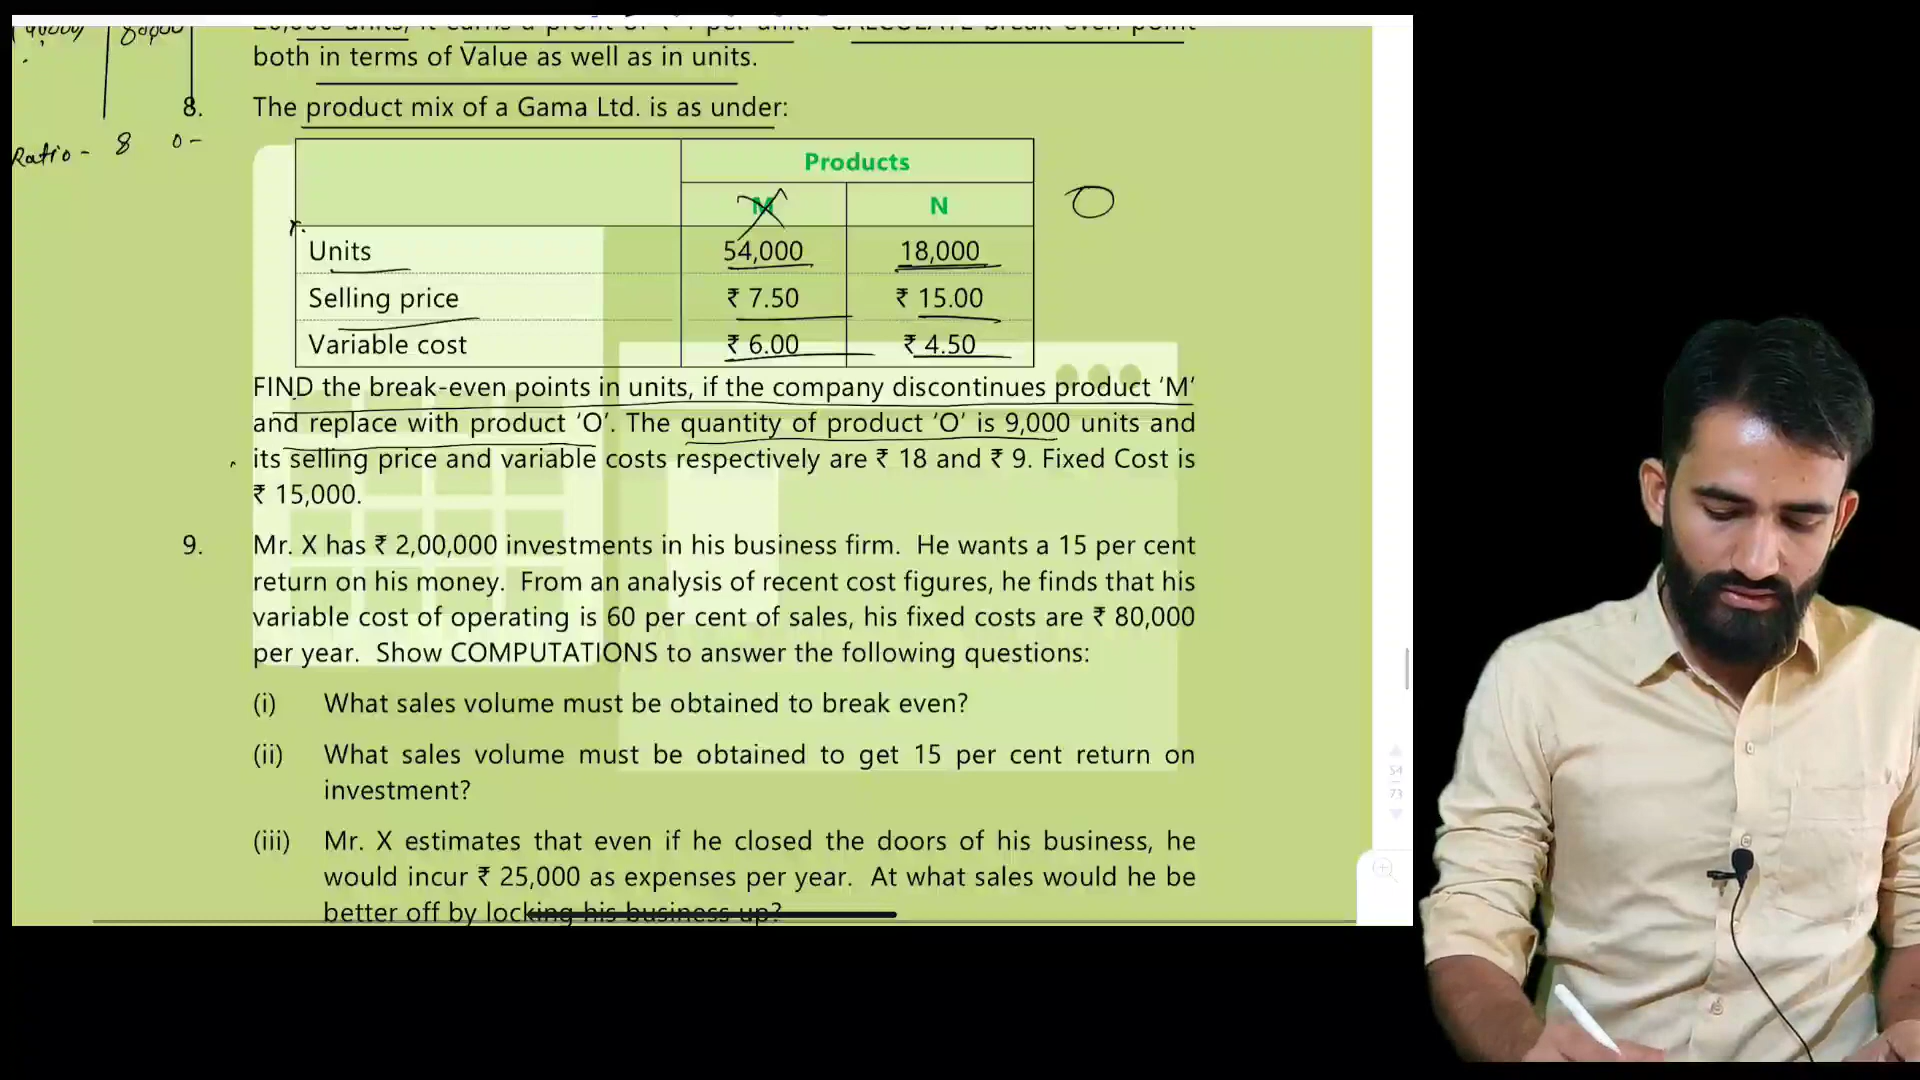 both in terms of Value as well as in units.
8. The product mix of a Gama Ltd. is as under:
Ratio - 8
Products
M N O
Units 54,000 18,000
Selling price ₹ 7.50 ₹ 15.00
Variable cost ₹ 6.00 ₹ 4.50
FIND the break-even points in units, if the company discontinues product ‘M’
and replace with product ‘O’. The quantity of product ‘O’ is 9,000 units and
its selling price and variable costs respectively are ₹ 18 and ₹ 9. Fixed Cost is
₹ 15,000.
9. Mr. X has ₹ 2,00,000 investments in his business firm. He wants a 15 per cent
return on his money. From an analysis of recent cost figures, he finds that his
variable cost of operating is 60 per cent of sales, his fixed costs are ₹ 80,000
per year. Show COMPUTATIONS to answer the following questions:
(i) What sales volume must be obtained to break even?
(ii) What sales volume must be obtained to get 15 per cent return on
investment?
(iii) Mr. X estimates that even if he closed the doors of his business, he
would incur ₹ 25,000 as expenses per year. At what sales would he be
better off by locking his business up?
54
73